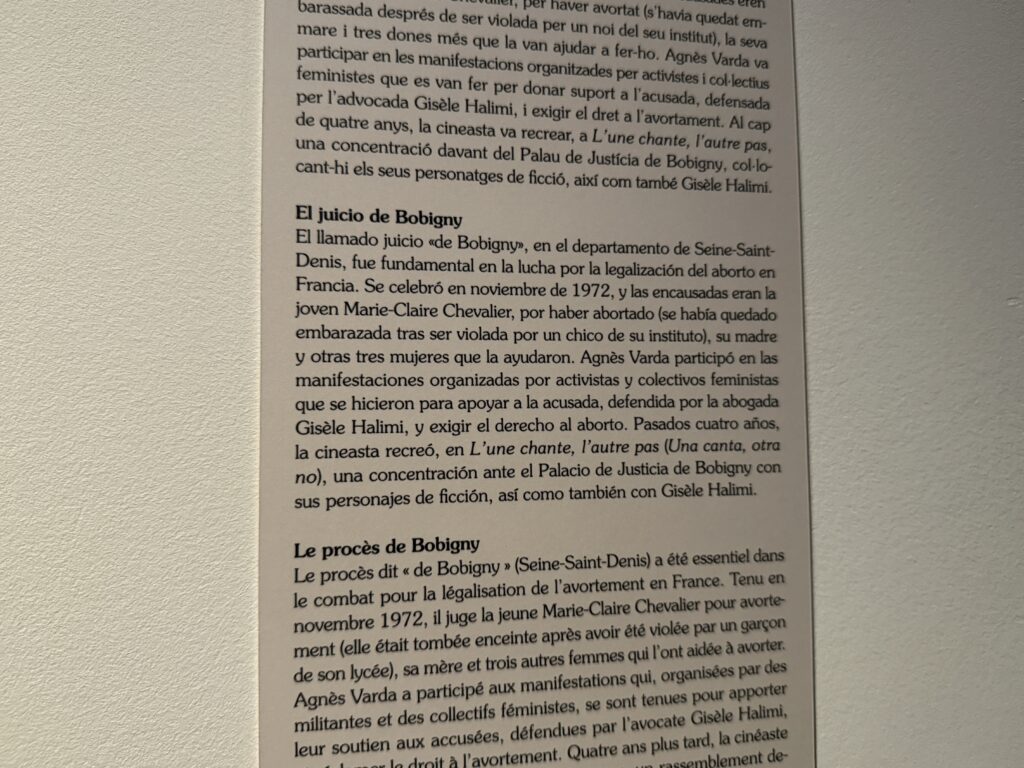 Chevalier, per haver avortat (s'havia quedat em-
barassada després de ser violada per un noi del seu institut), la seva
mare i tres dones més que la van ajudar a fer-ho. Agnès Varda va
participar en les manifestacions organitzades per activistes i col·lectius
feministes que es van fer per donar suport a l'acusada, defensada
per l'advocada Gisèle Halimi, i exigir el dret a l'avortament. Al cap
de quatre anys, la cineasta va recrear, a L'une chante, l'autre pas,
una concentració davant del Palau de Justícia de Bobigny, col·lo-
cant-hi els seus personatges de ficció, així com també Gisèle Halimi.
El juicio de Bobigny
El llamado juicio «de Bobigny», en el departamento de Seine-Saint-
Denis, fue fundamental en la lucha por la legalización del aborto en
Francia. Se celebró en noviembre de 1972, y las encausadas eran la
joven Marie-Claire Chevalier, por haber abortado (se había quedado
embarazada tras ser violada por un chico de su instituto), su madre
y otras tres mujeres que la ayudaron. Agnès Varda participó en las
manifestaciones organizadas por activistas y colectivos feministas
que se hicieron para apoyar a la acusada, defendida por la abogada
Gisèle Halimi, y exigir el derecho al aborto. Pasados cuatro años,
la cineasta recreó, en L'une chante, l'autre pas (Una canta, otra
no), una concentración ante el Palacio de Justicia de Bobigny con
sus personajes de ficción, así como también con Gisèle Halimi.
Le procès de Bobigny
Le procès dit « de Bobigny » (Seine-Saint-Denis) a été essentiel dans
le combat pour la légalisation de l'avortement en France. Tenu en
novembre 1972, il juge la jeune Marie-Claire Chevalier pour avorte-
ment (elle était tombée enceinte après avoir été violée par un garçon
de son lycée), sa mère et trois autres femmes qui l'ont aidée à avorter.
Agnès Varda a participé aux manifestations qui, organisées par des
militantes et des collectifs féministes, se sont tenues pour apporter
leur soutien aux accusées, défendues par l'avocate Gisèle Halimi,
le droit à l'avortement. Quatre ans plus tard, la cinéaste
un rassemblement de-